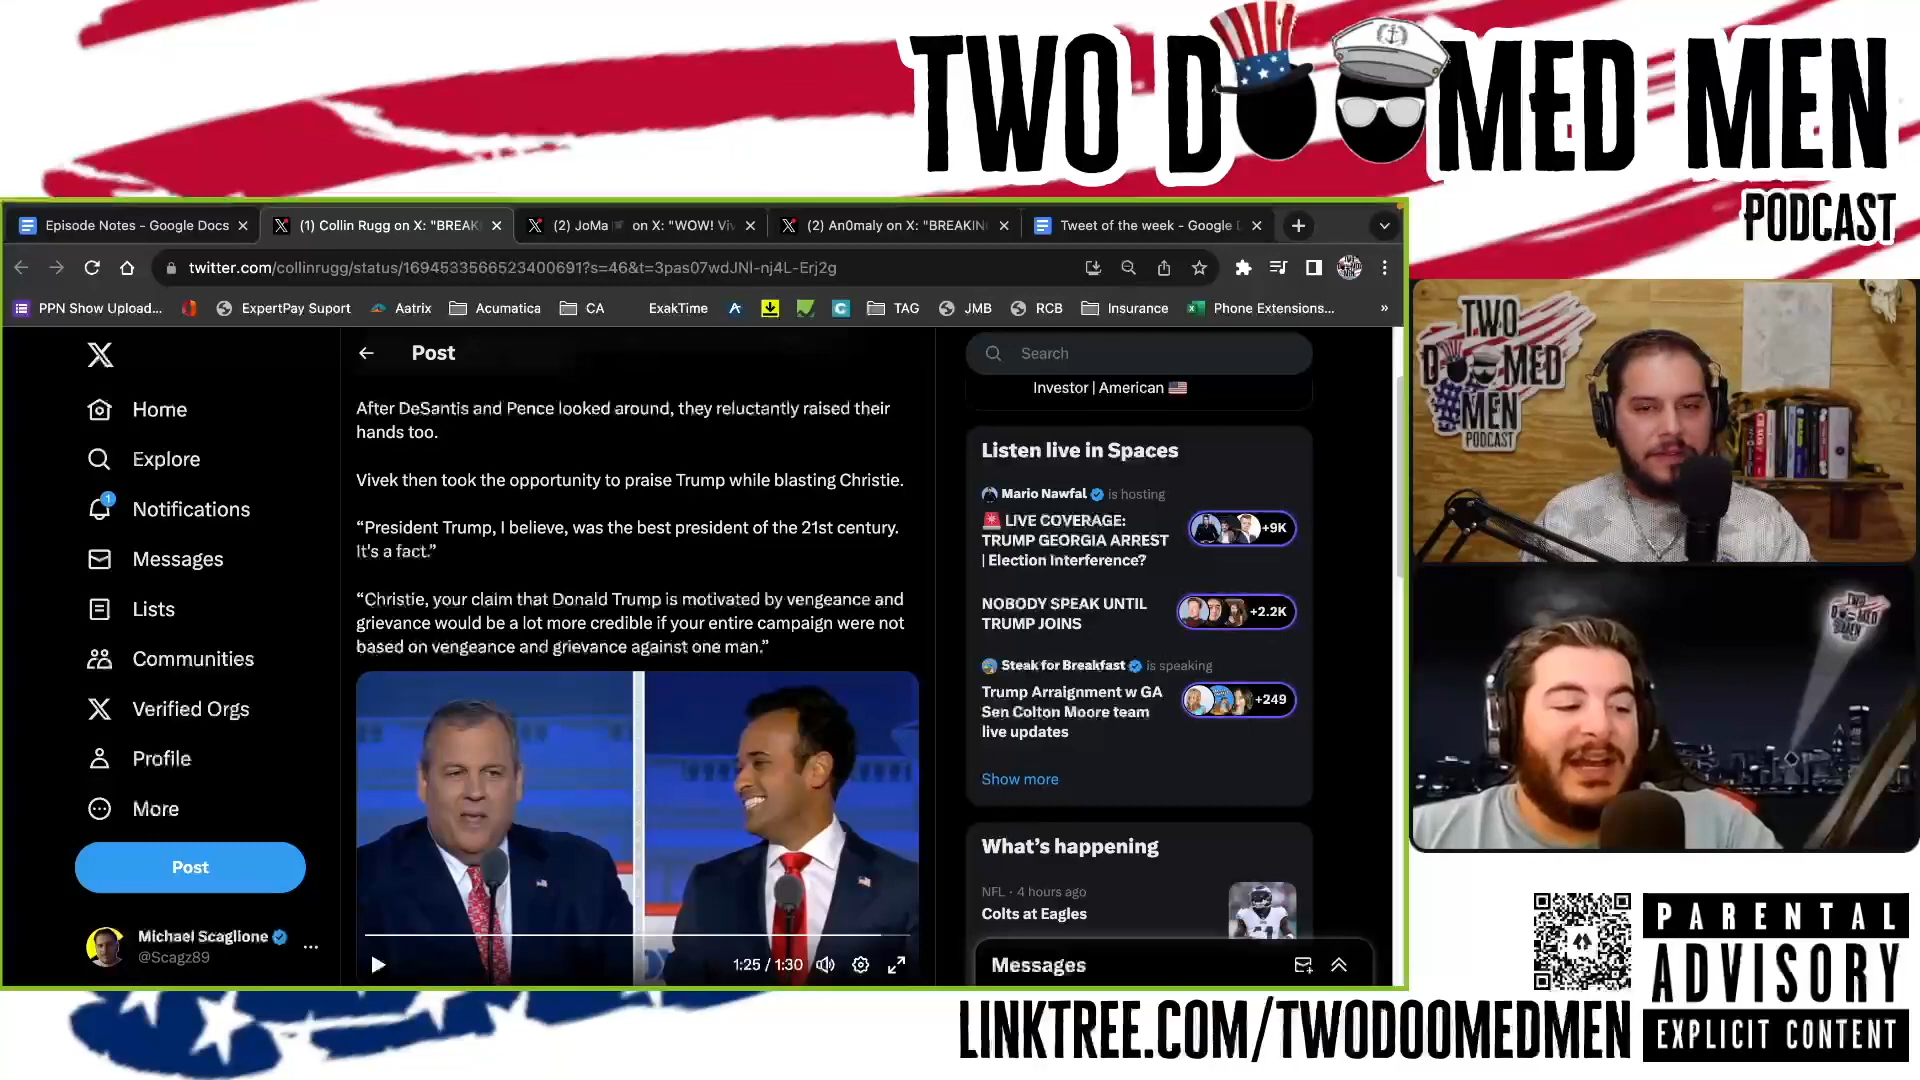 TWO DOOMED MEN
PODCAST
Episode Notes - Google Docs
(1) Collin Rugg on X: "BREAK
(2) JoMa on X: "WOW! Viv
(2) An0maly on X: "BREAKIN
Tweet of the week - Google D
twitter.com/collinrugg/status/1694533566523400691?s=46&t=3pas07wdJNl-nj4L-Erj2g
PPN Show Upload...
ExpertPay Suport
Aatrix
Acumatica
CA
ExakTime
TAG
JMB
RCB
Insurance
Phone Extensions...
»
Home
Explore
1
Notifications
Messages
Lists
Communities
Verified Orgs
Profile
More
Post
Michael Scaglione
@Scagz89
Post
After DeSantis and Pence looked around, they reluctantly raised their
hands too.
Vivek then took the opportunity to praise Trump while blasting Christie.
“President Trump, I believe, was the best president of the 21st century.
It's a fact.”
“Christie, your claim that Donald Trump is motivated by vengeance and
grievance would be a lot more credible if your entire campaign were not
based on vengeance and grievance against one man.”
1:25 / 1:30
Search
Investor | American 🇺🇸
Listen live in Spaces
Mario Nawfal is hosting
🚨 LIVE COVERAGE:
TRUMP GEORGIA ARREST
| Election Interference?
+9K
NOBODY SPEAK UNTIL
TRUMP JOINS
+2.2K
Steak for Breakfast is speaking
Trump Arraignment w GA
Sen Colton Moore team
live updates
+249
Show more
What’s happening
NFL · 4 hours ago
Colts at Eagles
Messages
TWO
DOOMED
MEN
PODCAST
TWO
DOOMED
MEN
LINKTREE.COM/TWODOOMEDMEN
PARENTAL
ADVISORY
EXPLICIT CONTENT